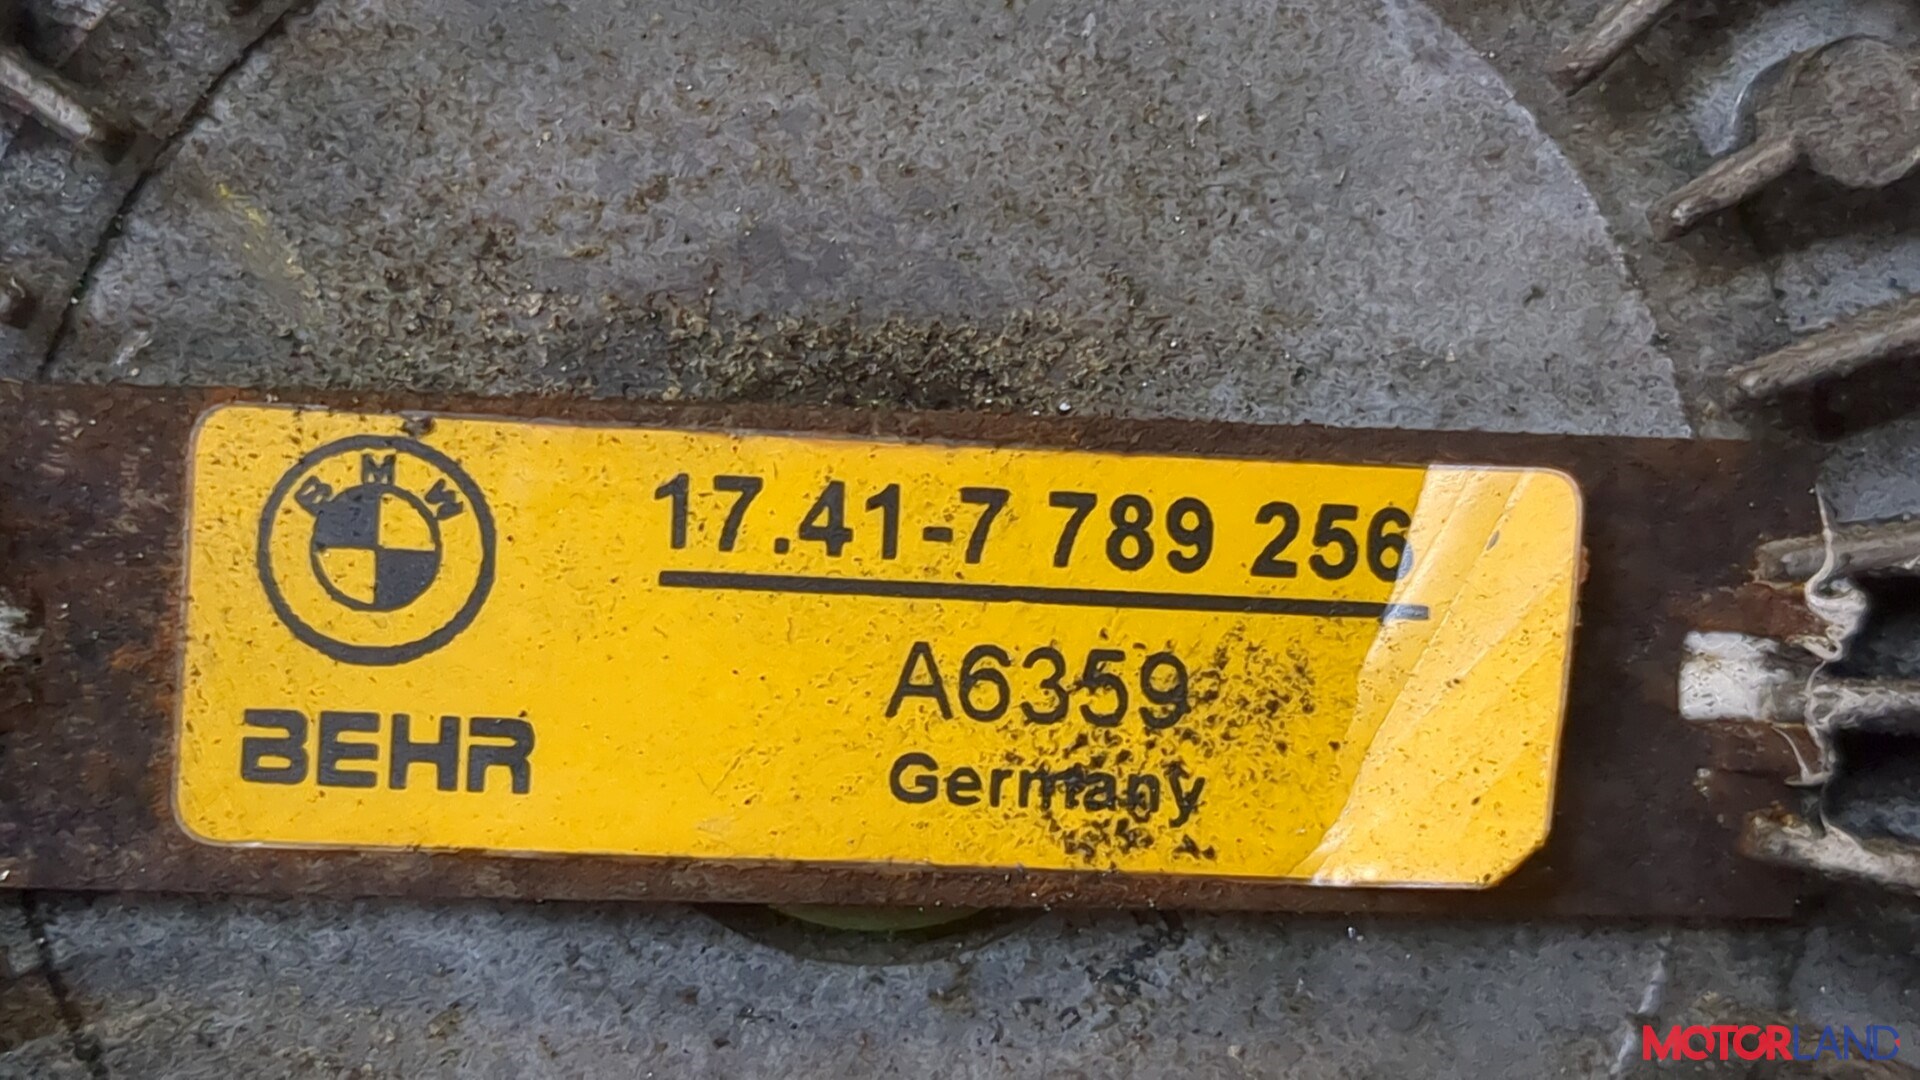 BMW
17.41-7 789 256
A6359
BEHR
Germany
MOTORLAND